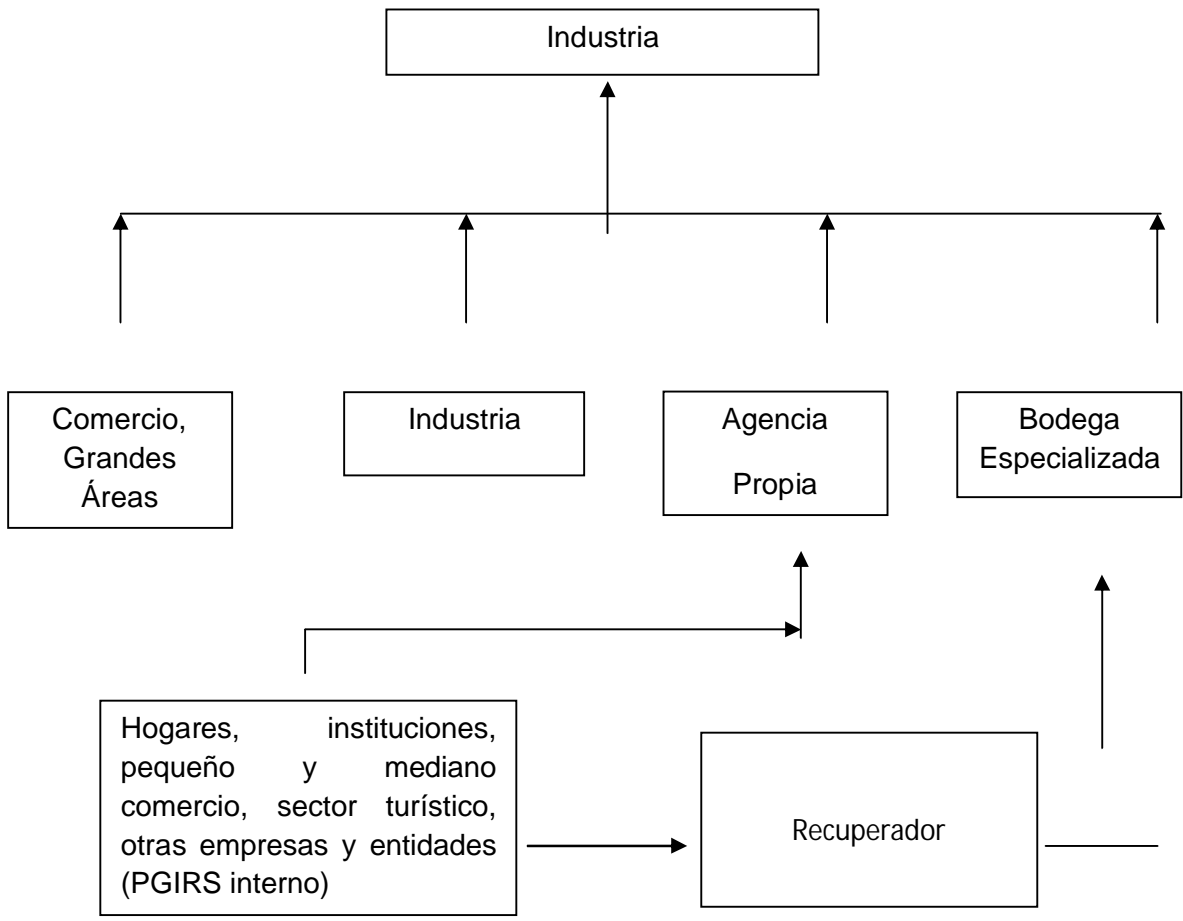 Industria
Comercio,
Grandes
Áreas
Industria
Agencia
Propia
Bodega
Especializada
Hogares, instituciones,
pequeño y mediano
comercio, sector turístico,
otras empresas y entidades
(PGIRS interno)
Recuperador